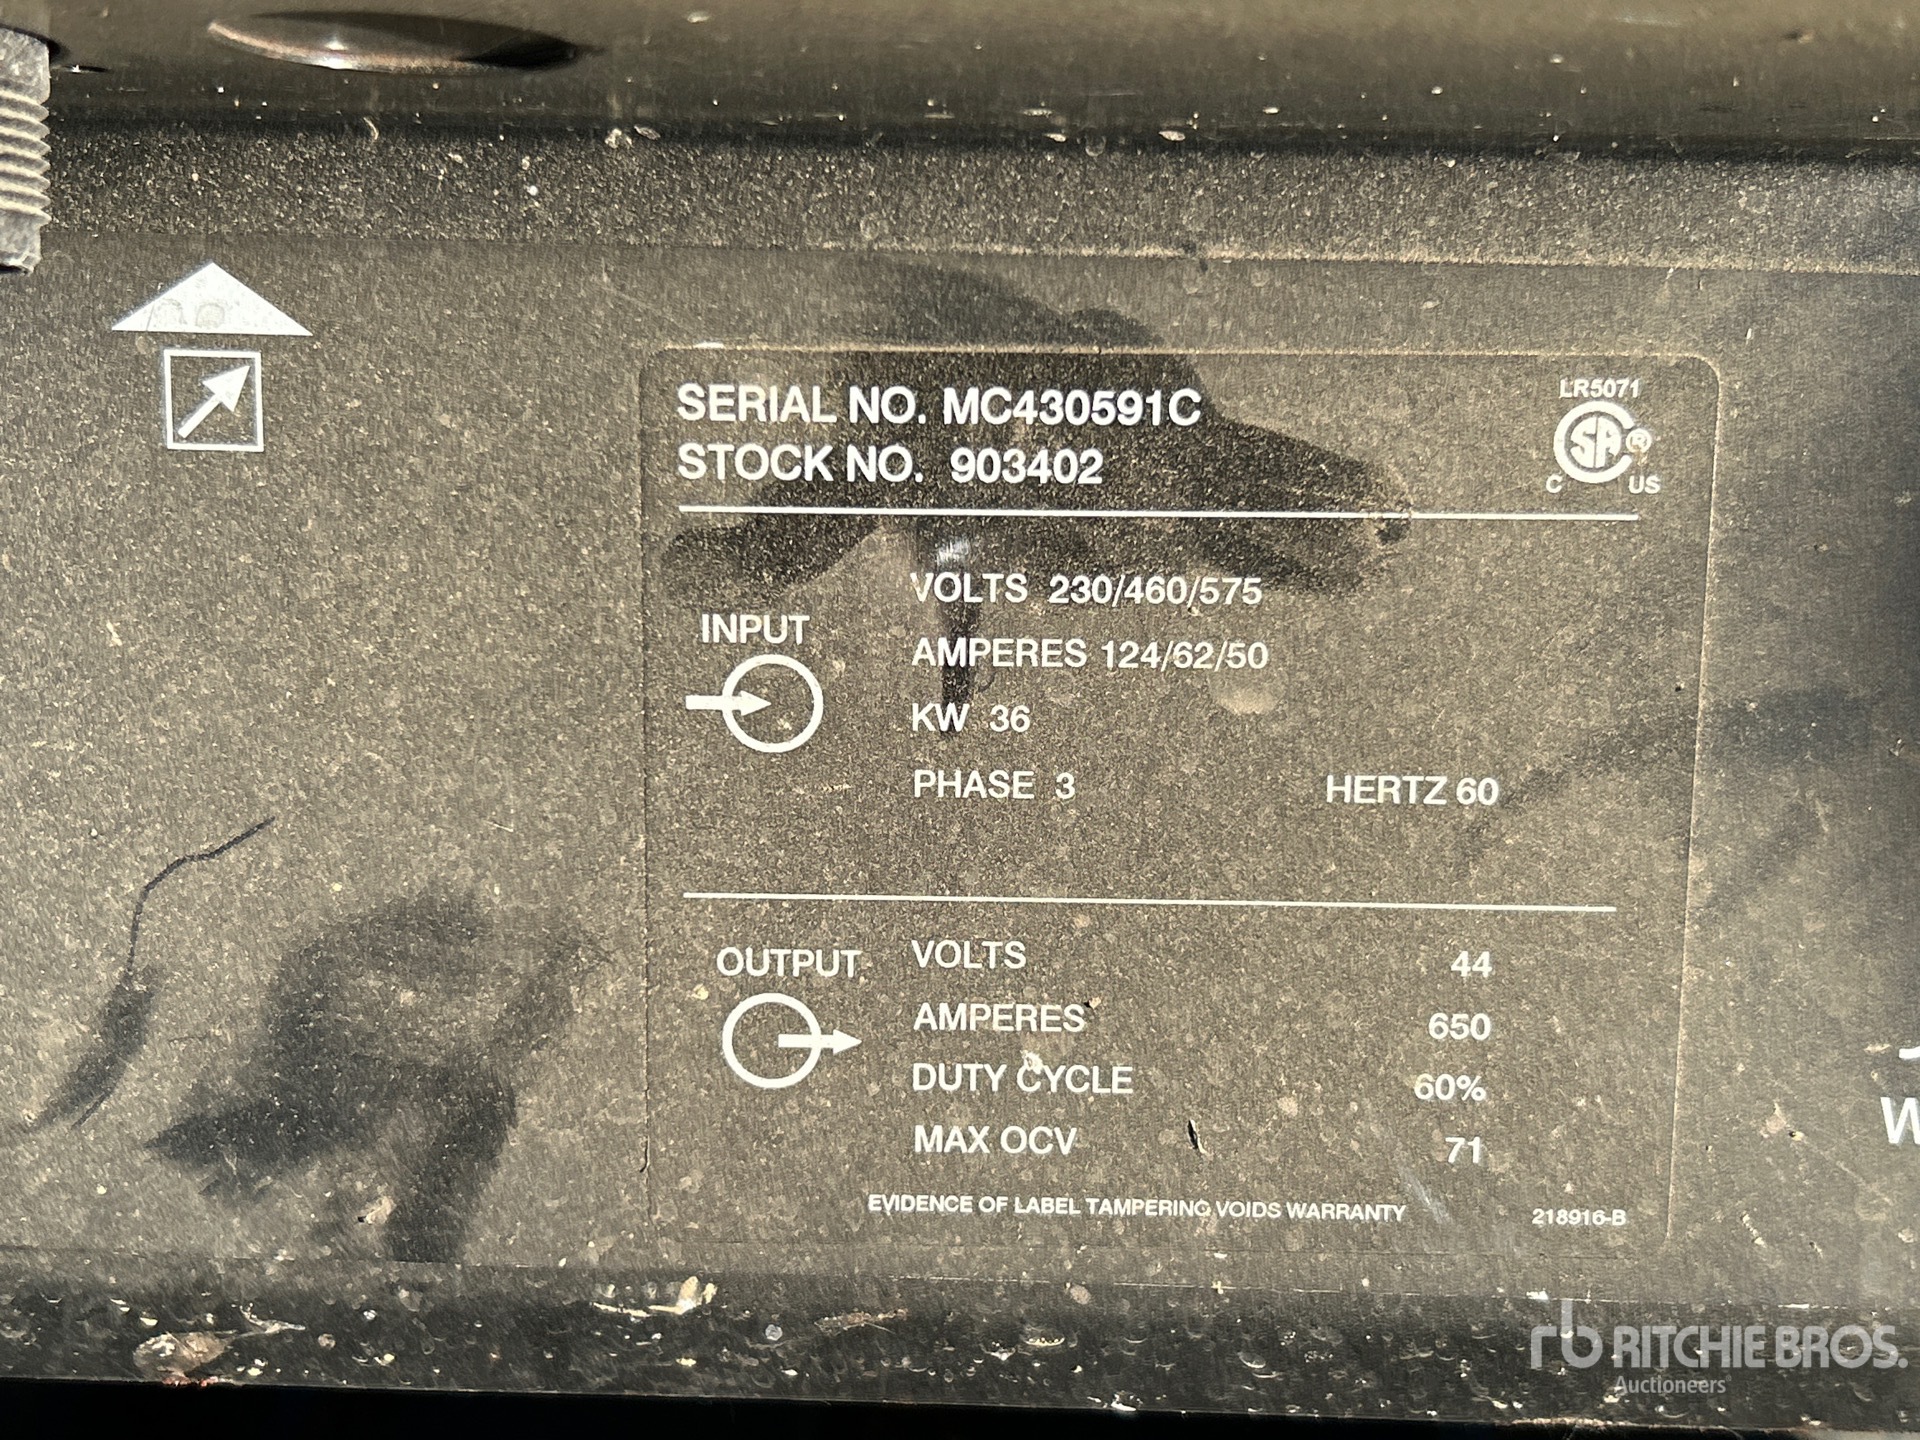 SERIAL NO. MC430591C
STOCK NO. 903402
LR5071
SA ®
C US
INPUT
VOLTS 230/460/575
AMPERES 124/62/50
KW 36
PHASE 3 HERTZ 60
OUTPUT
VOLTS 44
AMPERES 650
DUTY CYCLE 60%
MAX OCV 71
EVIDENCE OF LABEL TAMPERING VOIDS WARRANTY 218916-B
W
rb RITCHIE BROS.
Auctioneers